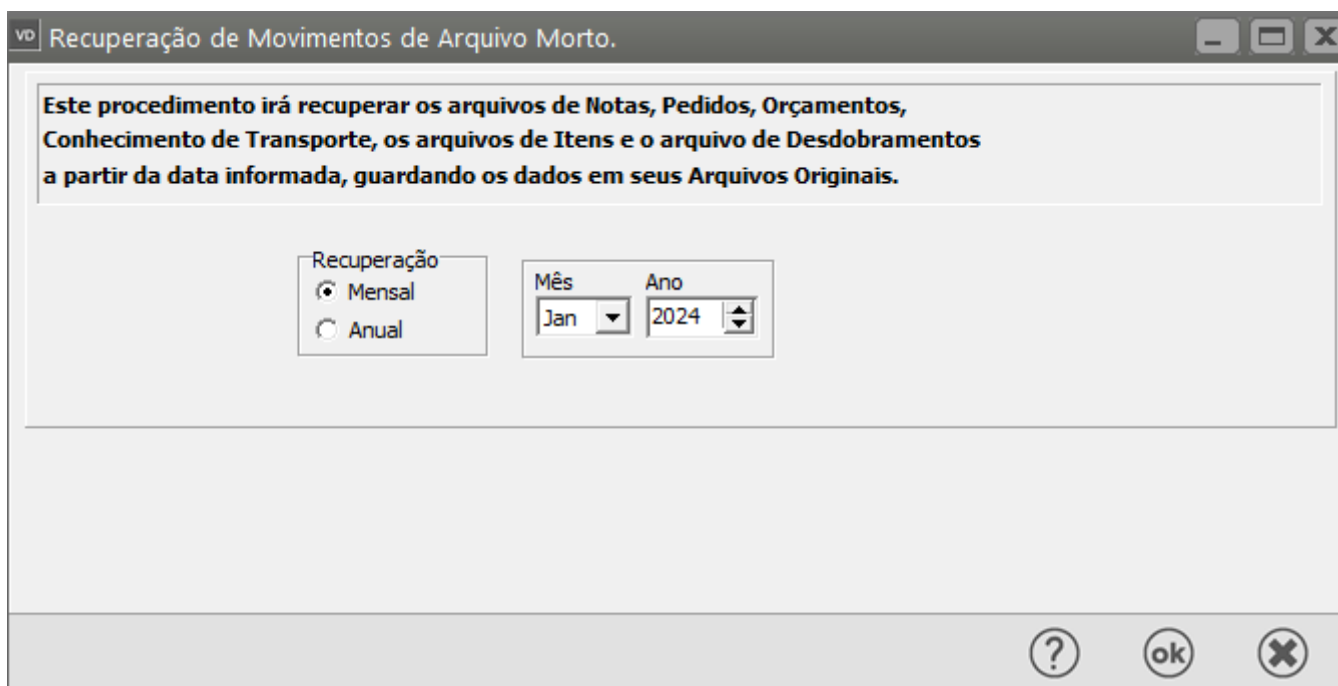 VD Recuperação de Movimentos de Arquivo Morto.
Este procedimento irá recuperar os arquivos de Notas, Pedidos, Orçamentos,
Conhecimento de Transporte, os arquivos de Itens e o arquivo de Desdobramentos
a partir da data informada, guardando os dados em seus Arquivos Originais.
Recuperação
Mensal
Anual
Mês Ano
Jan 2024
? ok